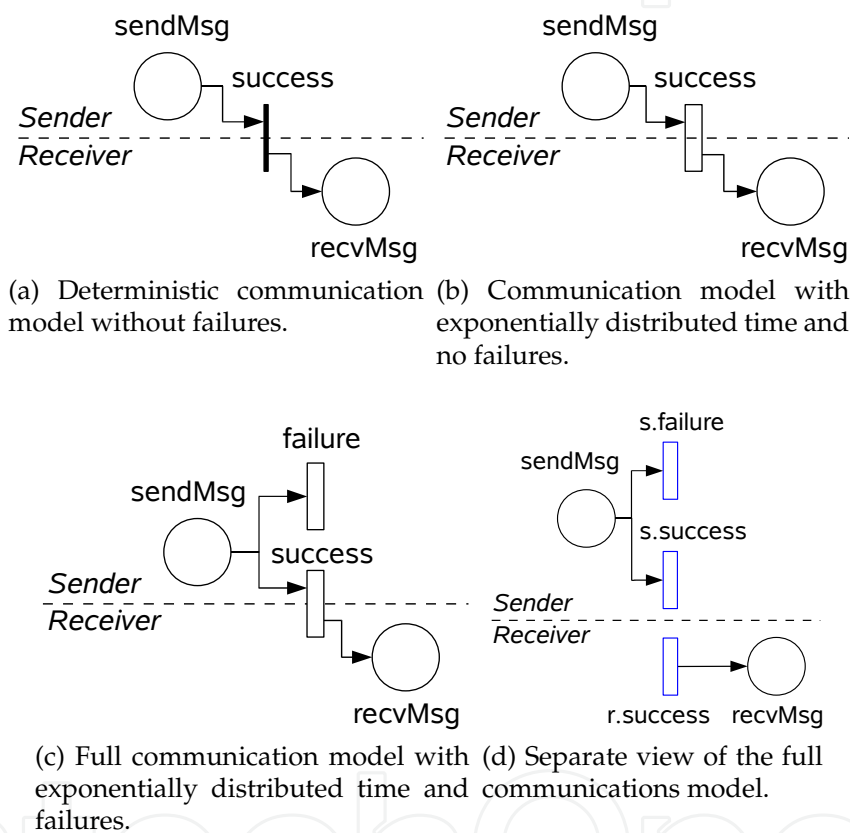 sendMsg
success
Sender
Receiver
recvMsg
(a) Deterministic communication
model without failures.
sendMsg
success
Sender
Receiver
recvMsg
(b) Communication model with
exponentially distributed time and
no failures.
failure
sendMsg
success
Sender
Receiver
recvMsg
(c) Full communication model with
exponentially distributed time and
failures.
s.failure
sendMsg
s.success
Sender
Receiver
r.success recvMsg
(d) Separate view of the full
communications model.